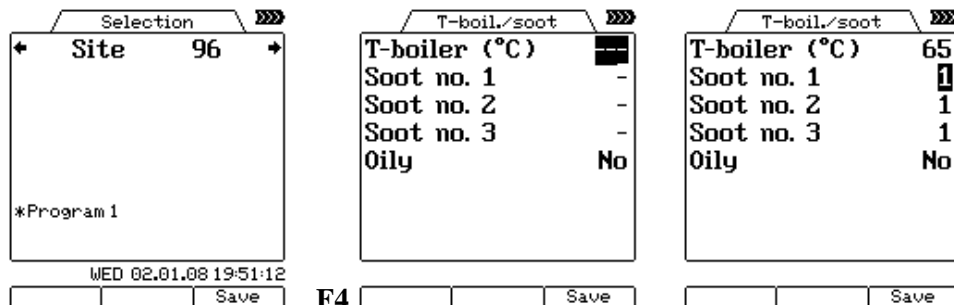 Selection
Site 96
*Program 1
WED 02.01.08 19:51:12
Save
F4
T-boil./soot
T-boiler (°C) ---
Soot no. 1 -
Soot no. 2 -
Soot no. 3 -
Oily No
Save
T-boil./soot
T-boiler (°C) 65
Soot no. 1 1
Soot no. 2 1
Soot no. 3 1
Oily No
Save